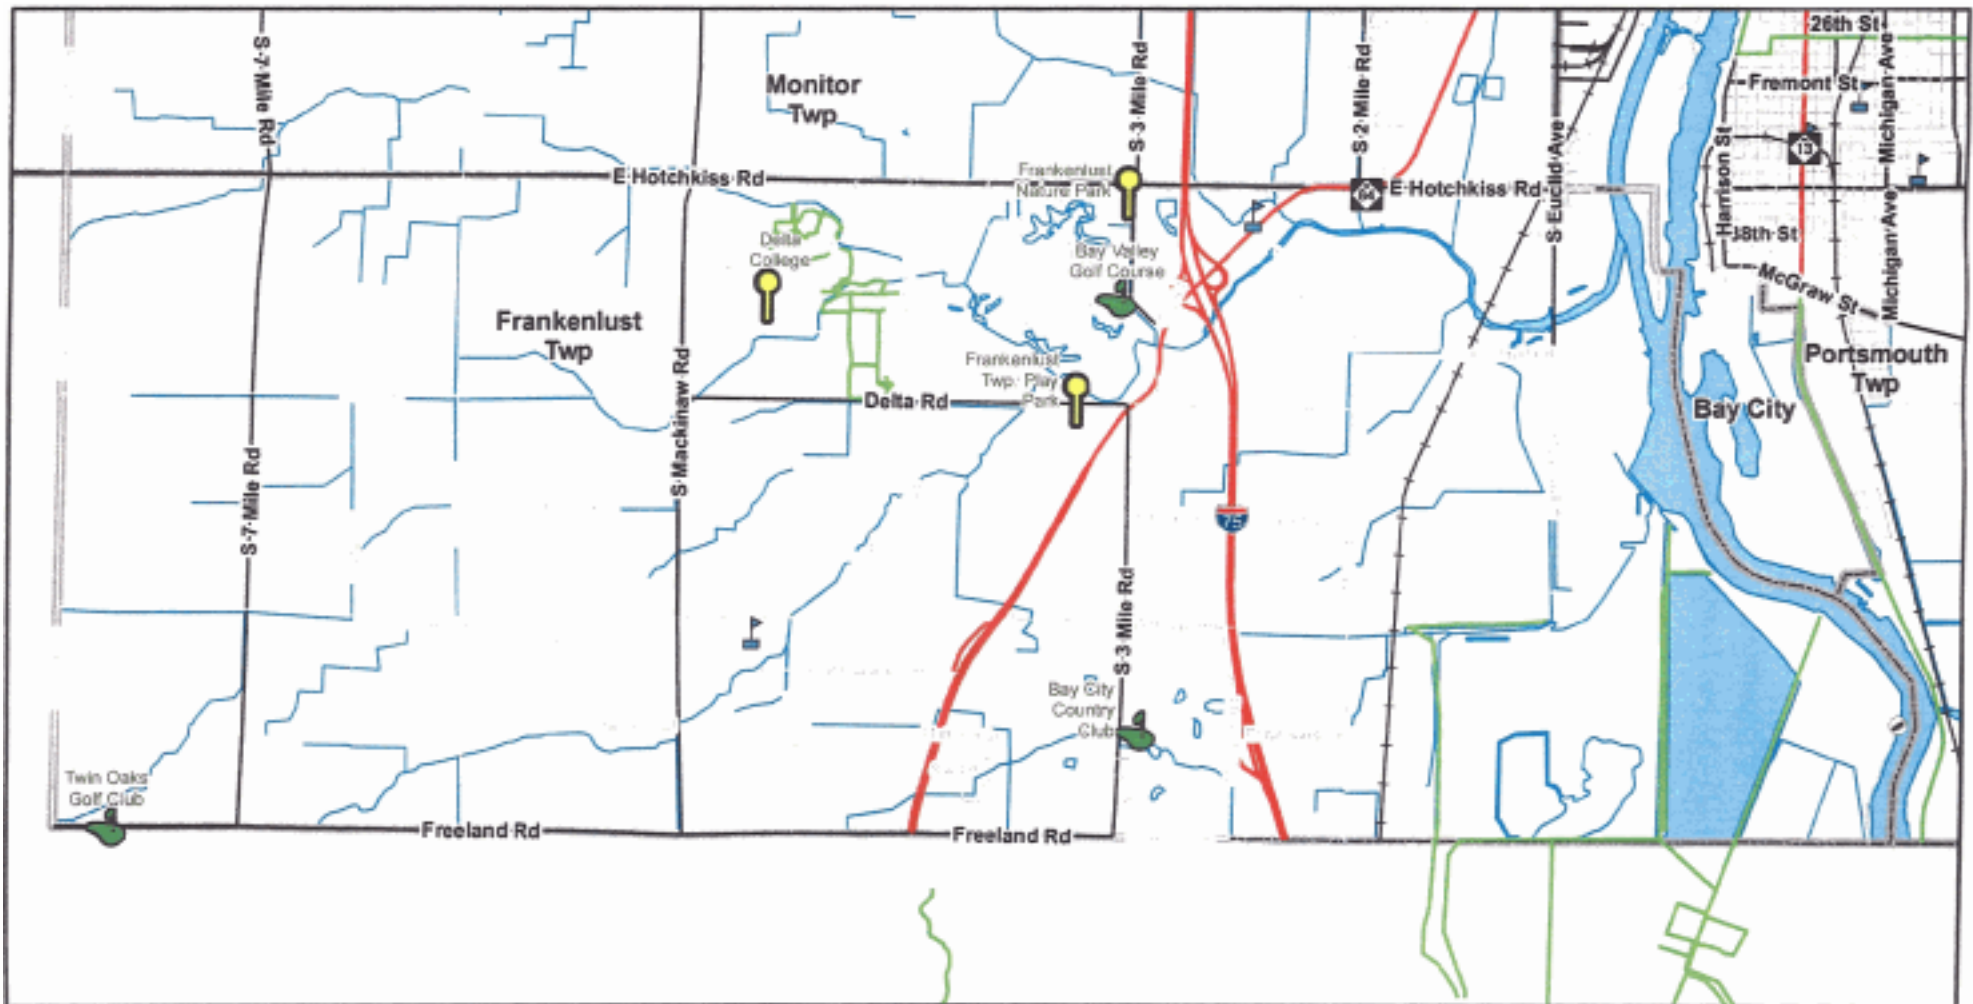 S 7 Mile Rd
Monitor
Twp
S 3 Mile Rd
S 2 Mile Rd
S Euclid Ave
26th St
Fremont St
Michigan Ave
Harrison St
13
E Hotchkiss Rd
Frankenlust
Nature Park
84
E Hotchkiss Rd
18th St
Michigan Ave
McGraw St
Delta
College
Bay Valley
Golf Course
Frankenlust
Twp
S Mackinaw Rd
Frankenlust
Twp. Play
Park
Delta Rd
Portsmouth
Twp
Bay City
S 7 Mile Rd
75
S 3 Mile Rd
Bay City
Country
Club
Twin Oaks
Golf Club
Freeland Rd
Freeland Rd